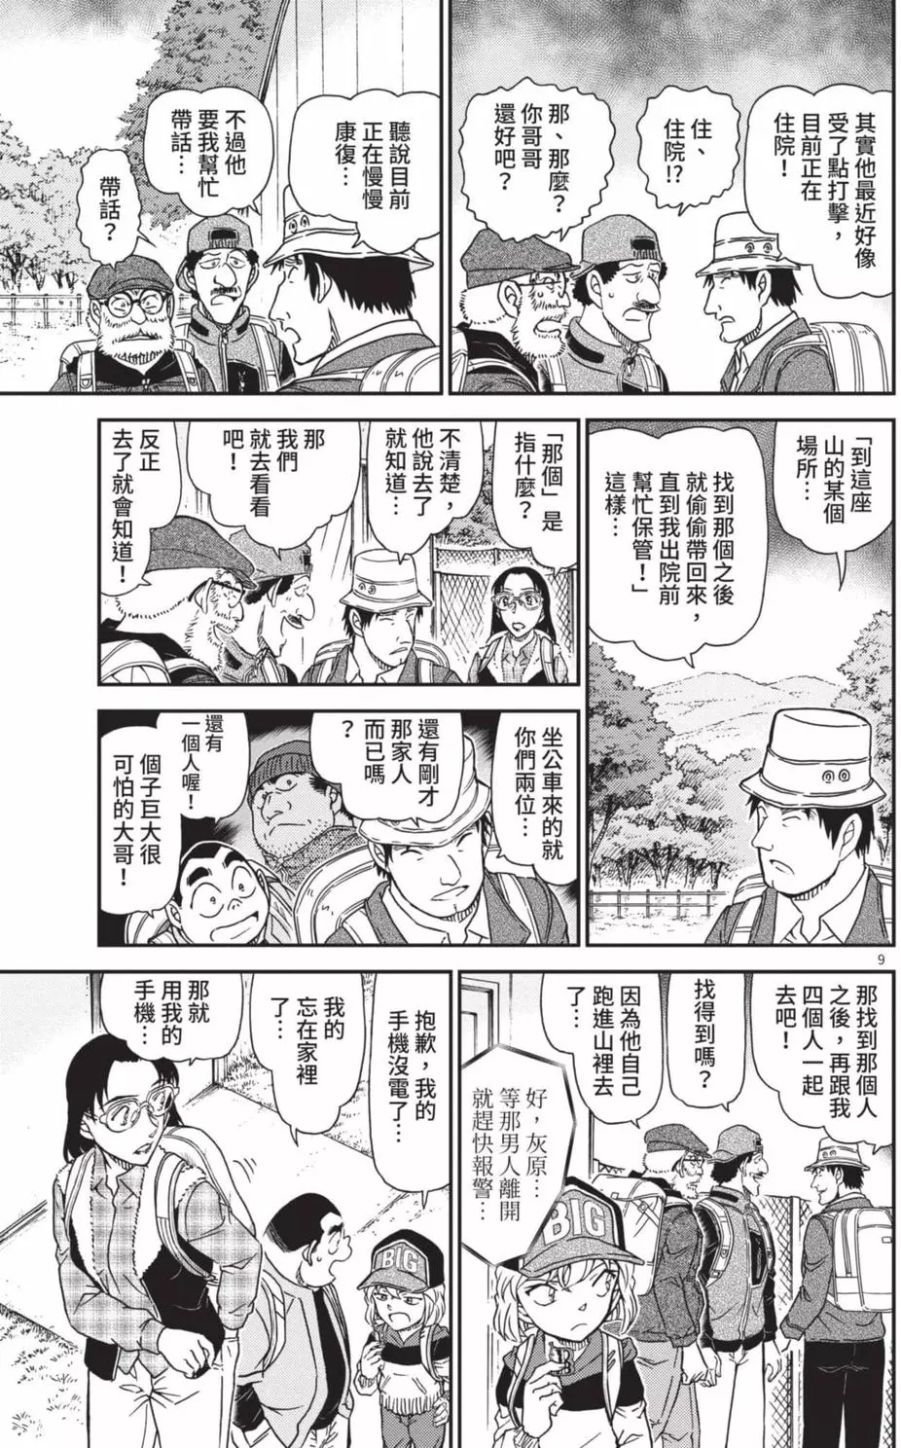 其實他最近好像
受了點打擊，
目前正在
住院！
住、
住院!?
那、那麼？
你哥哥
還好吧？
聽說目前
正在慢慢
康復…
不過他
要我幫忙
帶話…
帶話？
「到這座
山的某個
場所…
找到那個之後
就偷偷帶回來，
直到我出院前
幫忙保管！」
這樣…
「那個」是
指什麼？
不清楚，
他說去了
就知道…
那
我們
就去看看
吧！
反正
去了就會知道！
坐公車來的就
你們兩位…
還有剛才
那家人
而已嗎
？
還有
一個人喔！
個子巨大很
可怕的大哥！
9
那找到那個人
之後，再跟我
四個人一起
去吧！
找得到嗎？
因為他自己
跑進山裡去
了…
好，灰原…
等那男人離開
就趕快報警…
BIG
抱歉，我的
手機沒電了…
我的
忘在家裡
了…
那就
用我的
手機…
BIG